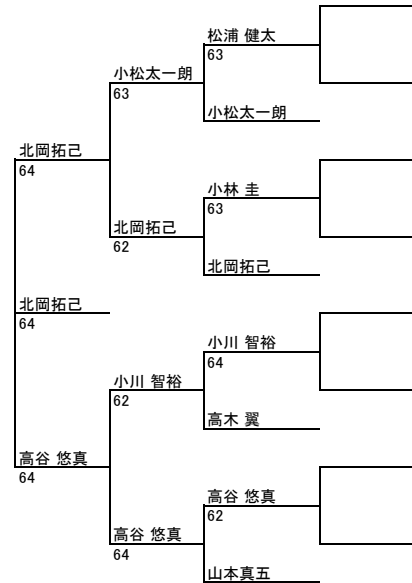 松浦 健太
小松太一朗
63
63
小松太一朗
北岡拓己
64
小林 圭
63
北岡拓己
62
北岡拓己
北岡拓己
64
小川 智裕
64
小川 智裕
62
高木 翼
高谷 悠真
64
高谷 悠真
62
高谷 悠真
64
山本真五